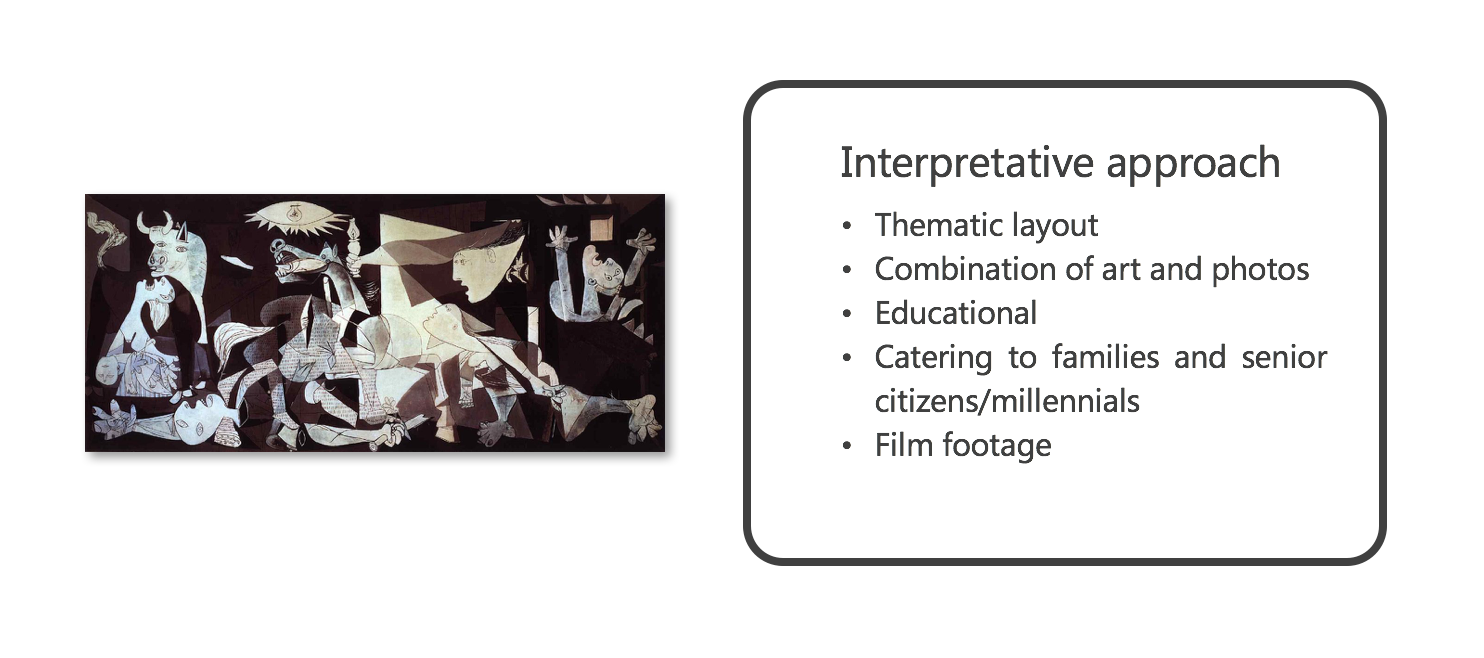 Interpretative approach
• Thematic layout
• Combination of art and photos
• Educational
• Catering to families and senior
citizens/millennials
• Film footage